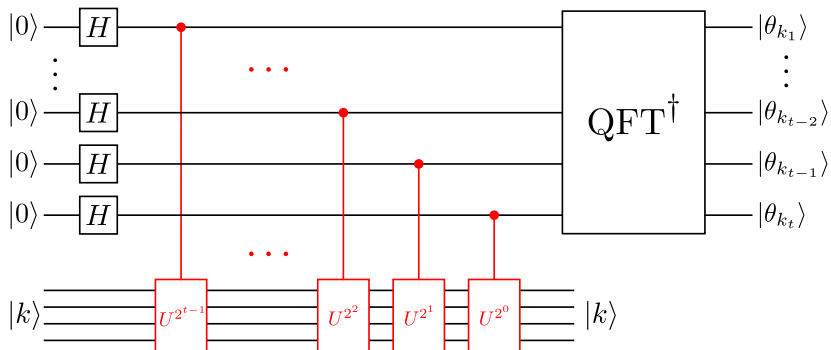 |0⟩ H |θ_{k_1}⟩
⋮ ⋯ ⋮
|0⟩ H |θ_{k_{t-2}}⟩
QFT†
|0⟩ H |θ_{k_{t-1}}⟩
|0⟩ H |θ_{k_t}⟩
⋯
|k⟩ U^{2^{t-1}} U^{2^2} U^{2^1} U^{2^0} |k⟩